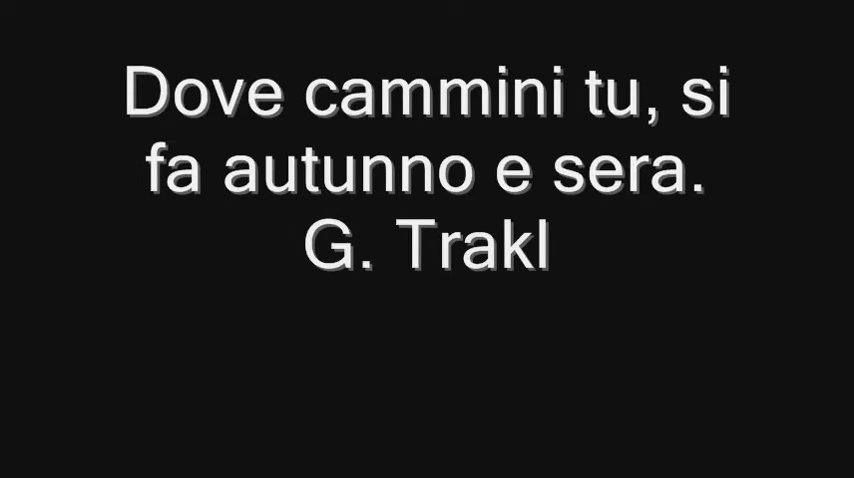 Dove cammini tu, si
fa autunno e sera.
G. Trakl